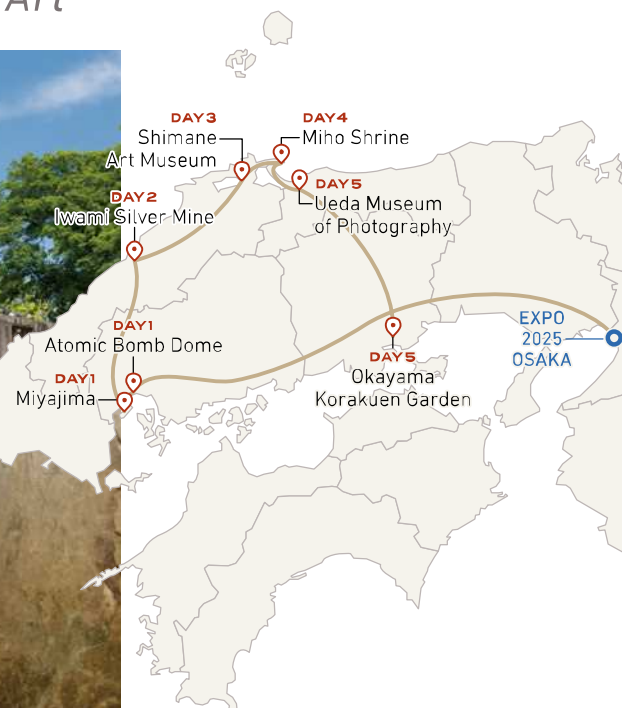 Art
DAY3
Shimane
Art Museum
DAY4
Miho Shrine
DAY5
Ueda Museum
of Photography
DAY2
Iwami Silver Mine
DAY1
Atomic Bomb Dome
DAY1
Miyajima
DAY5
Okayama
Korakuen Garden
EXPO
2025
OSAKA